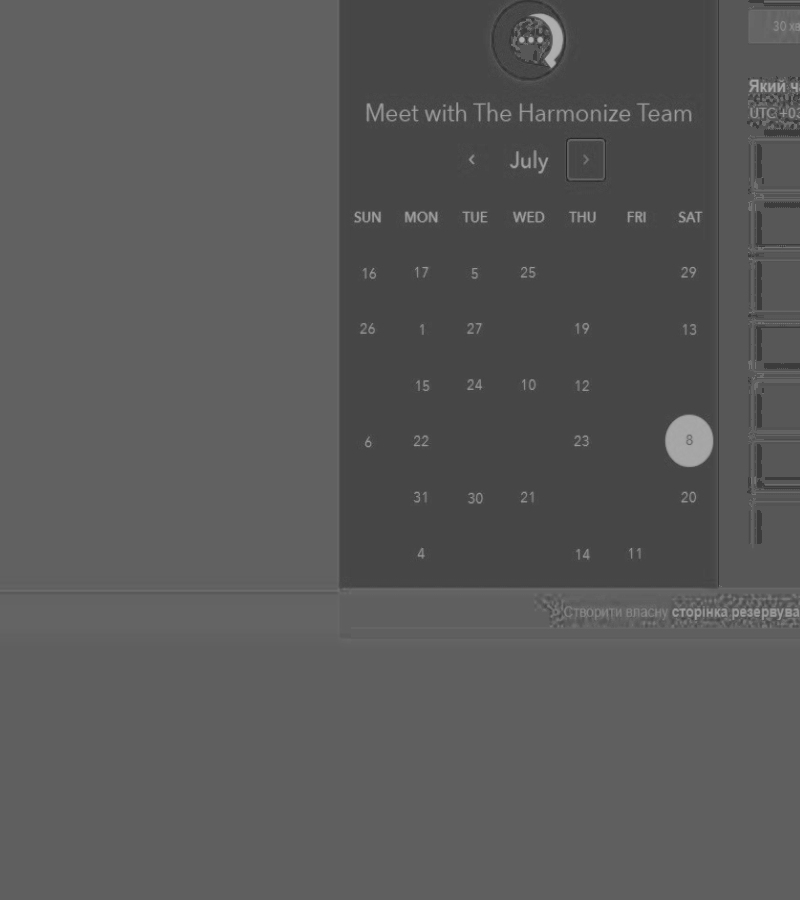 30 хв
Meet with The Harmonize Team
Який ч
UTC +03
‹ July ›
SUN MON TUE WED THU FRI SAT
16 17 5 25 29
26 1 27 19 13
15 24 10 12
6 22 23 8
31 30 21 20
4 14 11
Створити власну сторінка резервува